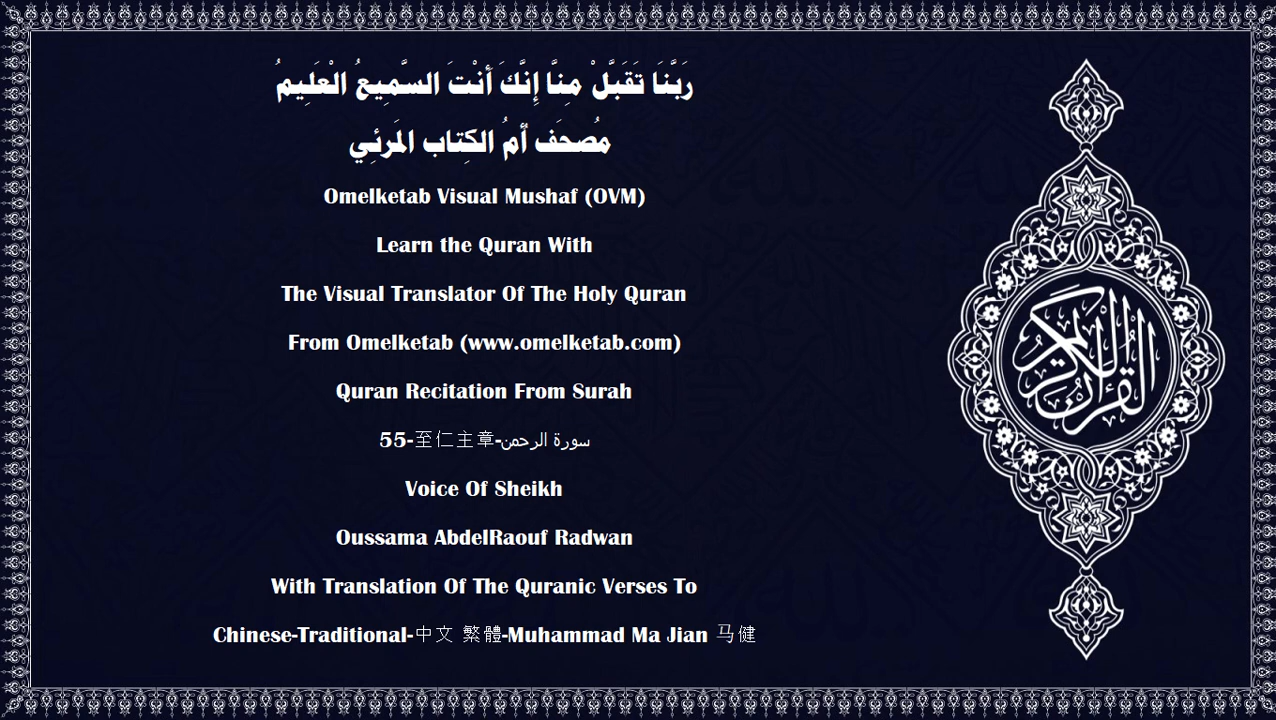 رَبَّنَا تَقَبَّلْ مِنَّا إِنَّكَ أَنْتَ السَّمِيعُ الْعَلِيمُ
مُصحَف أمُ الكِتاب المَرئِي
Omelketab Visual Mushaf (OVM)
Learn the Quran With
The Visual Translator Of The Holy Quran
From Omelketab (www.omelketab.com)
Quran Recitation From Surah
55-至仁主章-سورة الرحمن
Voice Of Sheikh
Oussama AbdelRaouf Radwan
With Translation Of The Quranic Verses To
Chinese-Traditional-中文 繁體-Muhammad Ma Jian 马健
القرآن الكريم